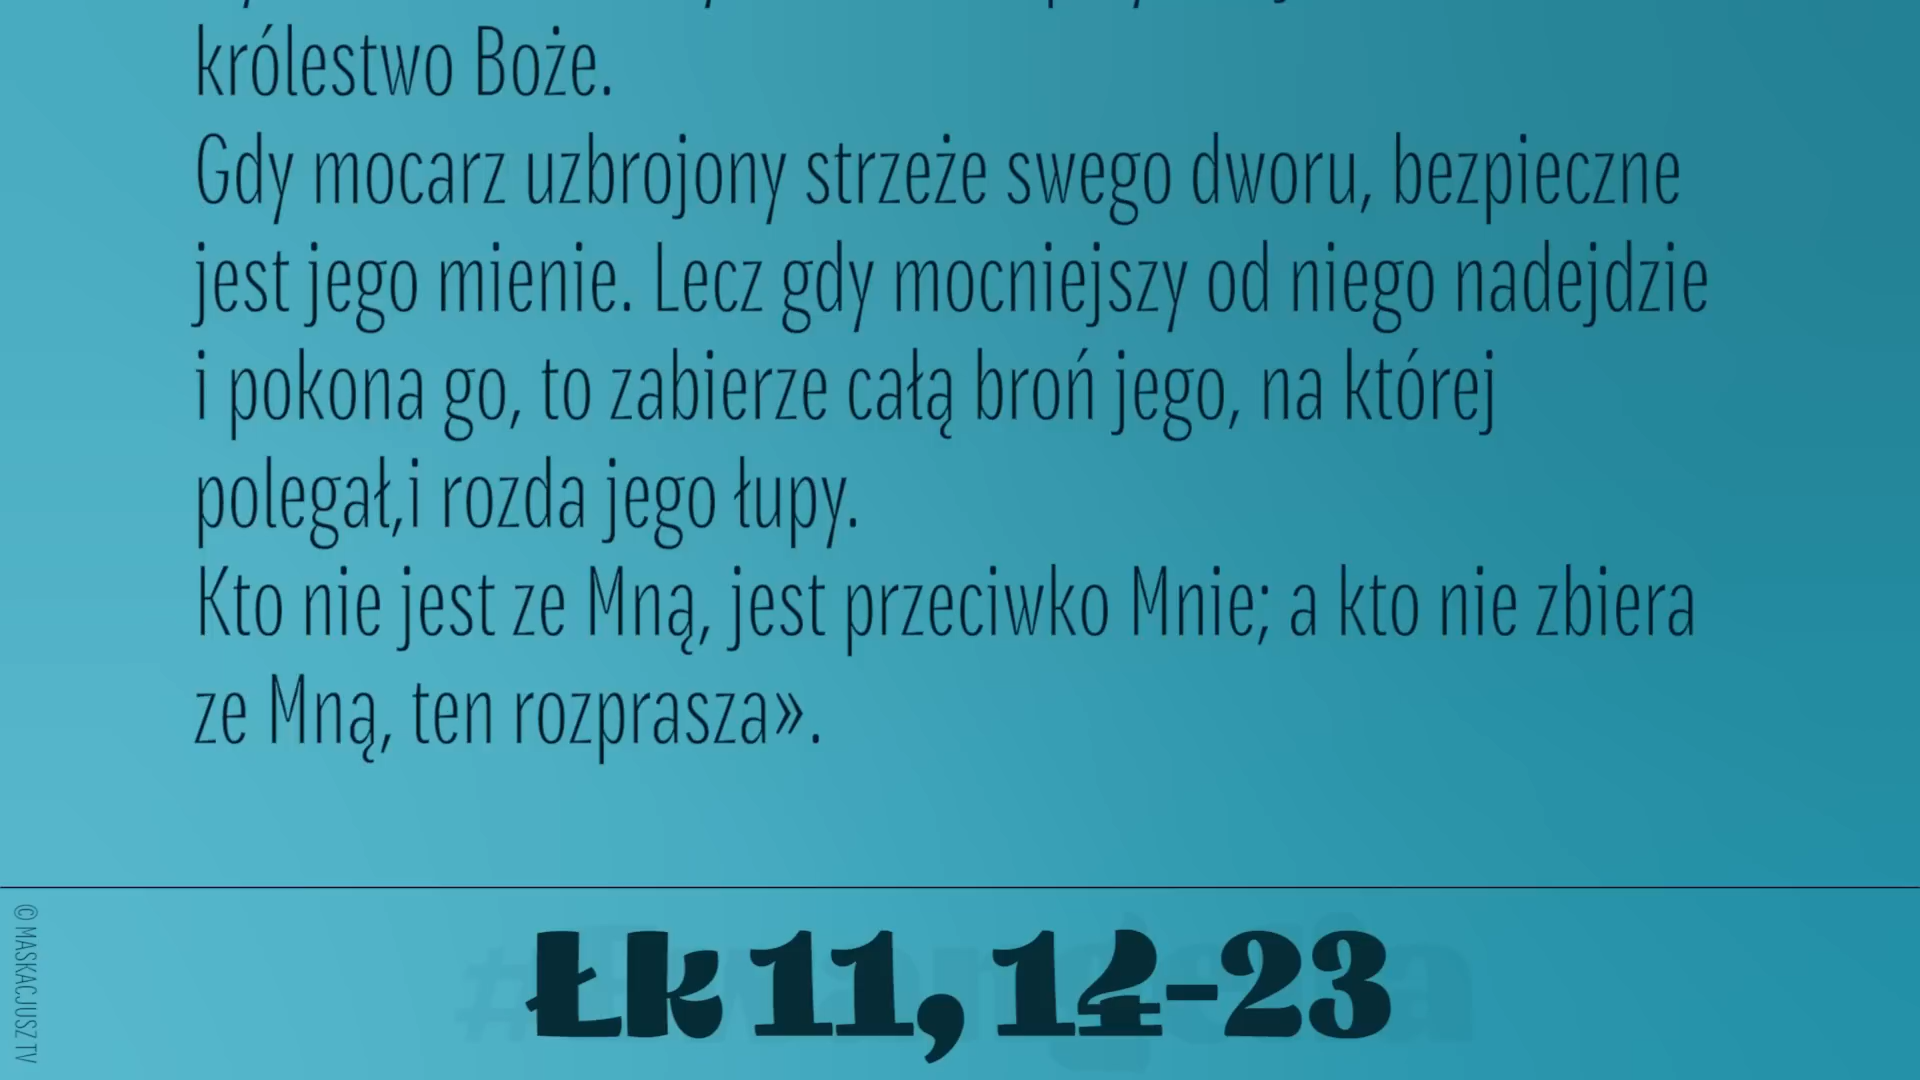 królestwo Boże.
Gdy mocarz uzbrojony strzeże swego dworu, bezpieczne
jest jego mienie. Lecz gdy mocniejszy od niego nadejdzie
i pokona go, to zabierze całą broń jego, na której
polegał,i rozda jego łupy.
Kto nie jest ze Mną, jest przeciwko Mnie; a kto nie zbiera
ze Mną, ten rozprasza».
Łk 11, 14-23
© MASKACJUSZ TV